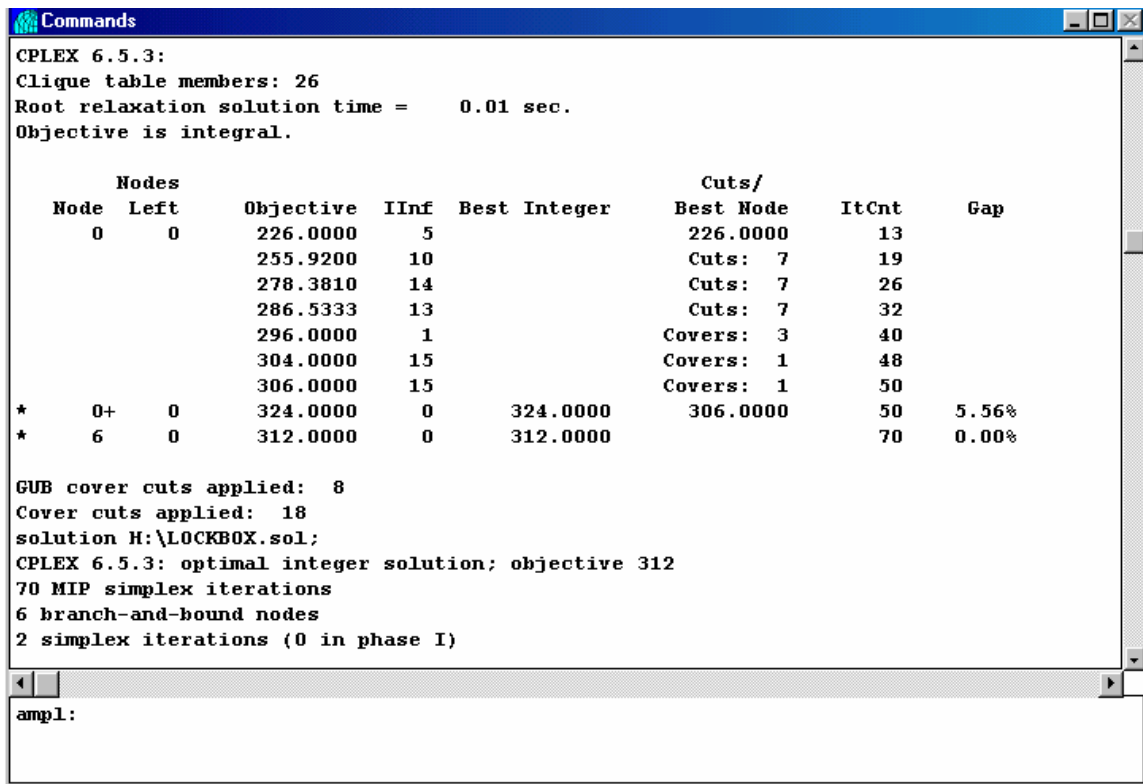 Commands
CPLEX 6.5.3:
Clique table members: 26
Root relaxation solution time =    0.01 sec.
Objective is integral.
Nodes                                         Cuts/
Node  Left     Objective  IInf  Best Integer     Best Node    ItCnt     Gap
0     0      226.0000     5                    226.0000       13
255.9200    10                    Cuts:  7       19
278.3810    14                    Cuts:  7       26
286.5333    13                    Cuts:  7       32
296.0000     1                  Covers:  3       40
304.0000    15                  Covers:  1       48
306.0000    15                  Covers:  1       50
*     0+    0      324.0000     0      324.0000      306.0000       50    5.56%
*     6     0      312.0000     0      312.0000                     70    0.00%
GUB cover cuts applied:  8
Cover cuts applied:  18
solution H:\LOCKBOX.sol;
CPLEX 6.5.3: optimal integer solution; objective 312
70 MIP simplex iterations
6 branch-and-bound nodes
2 simplex iterations (0 in phase I)
ampl: